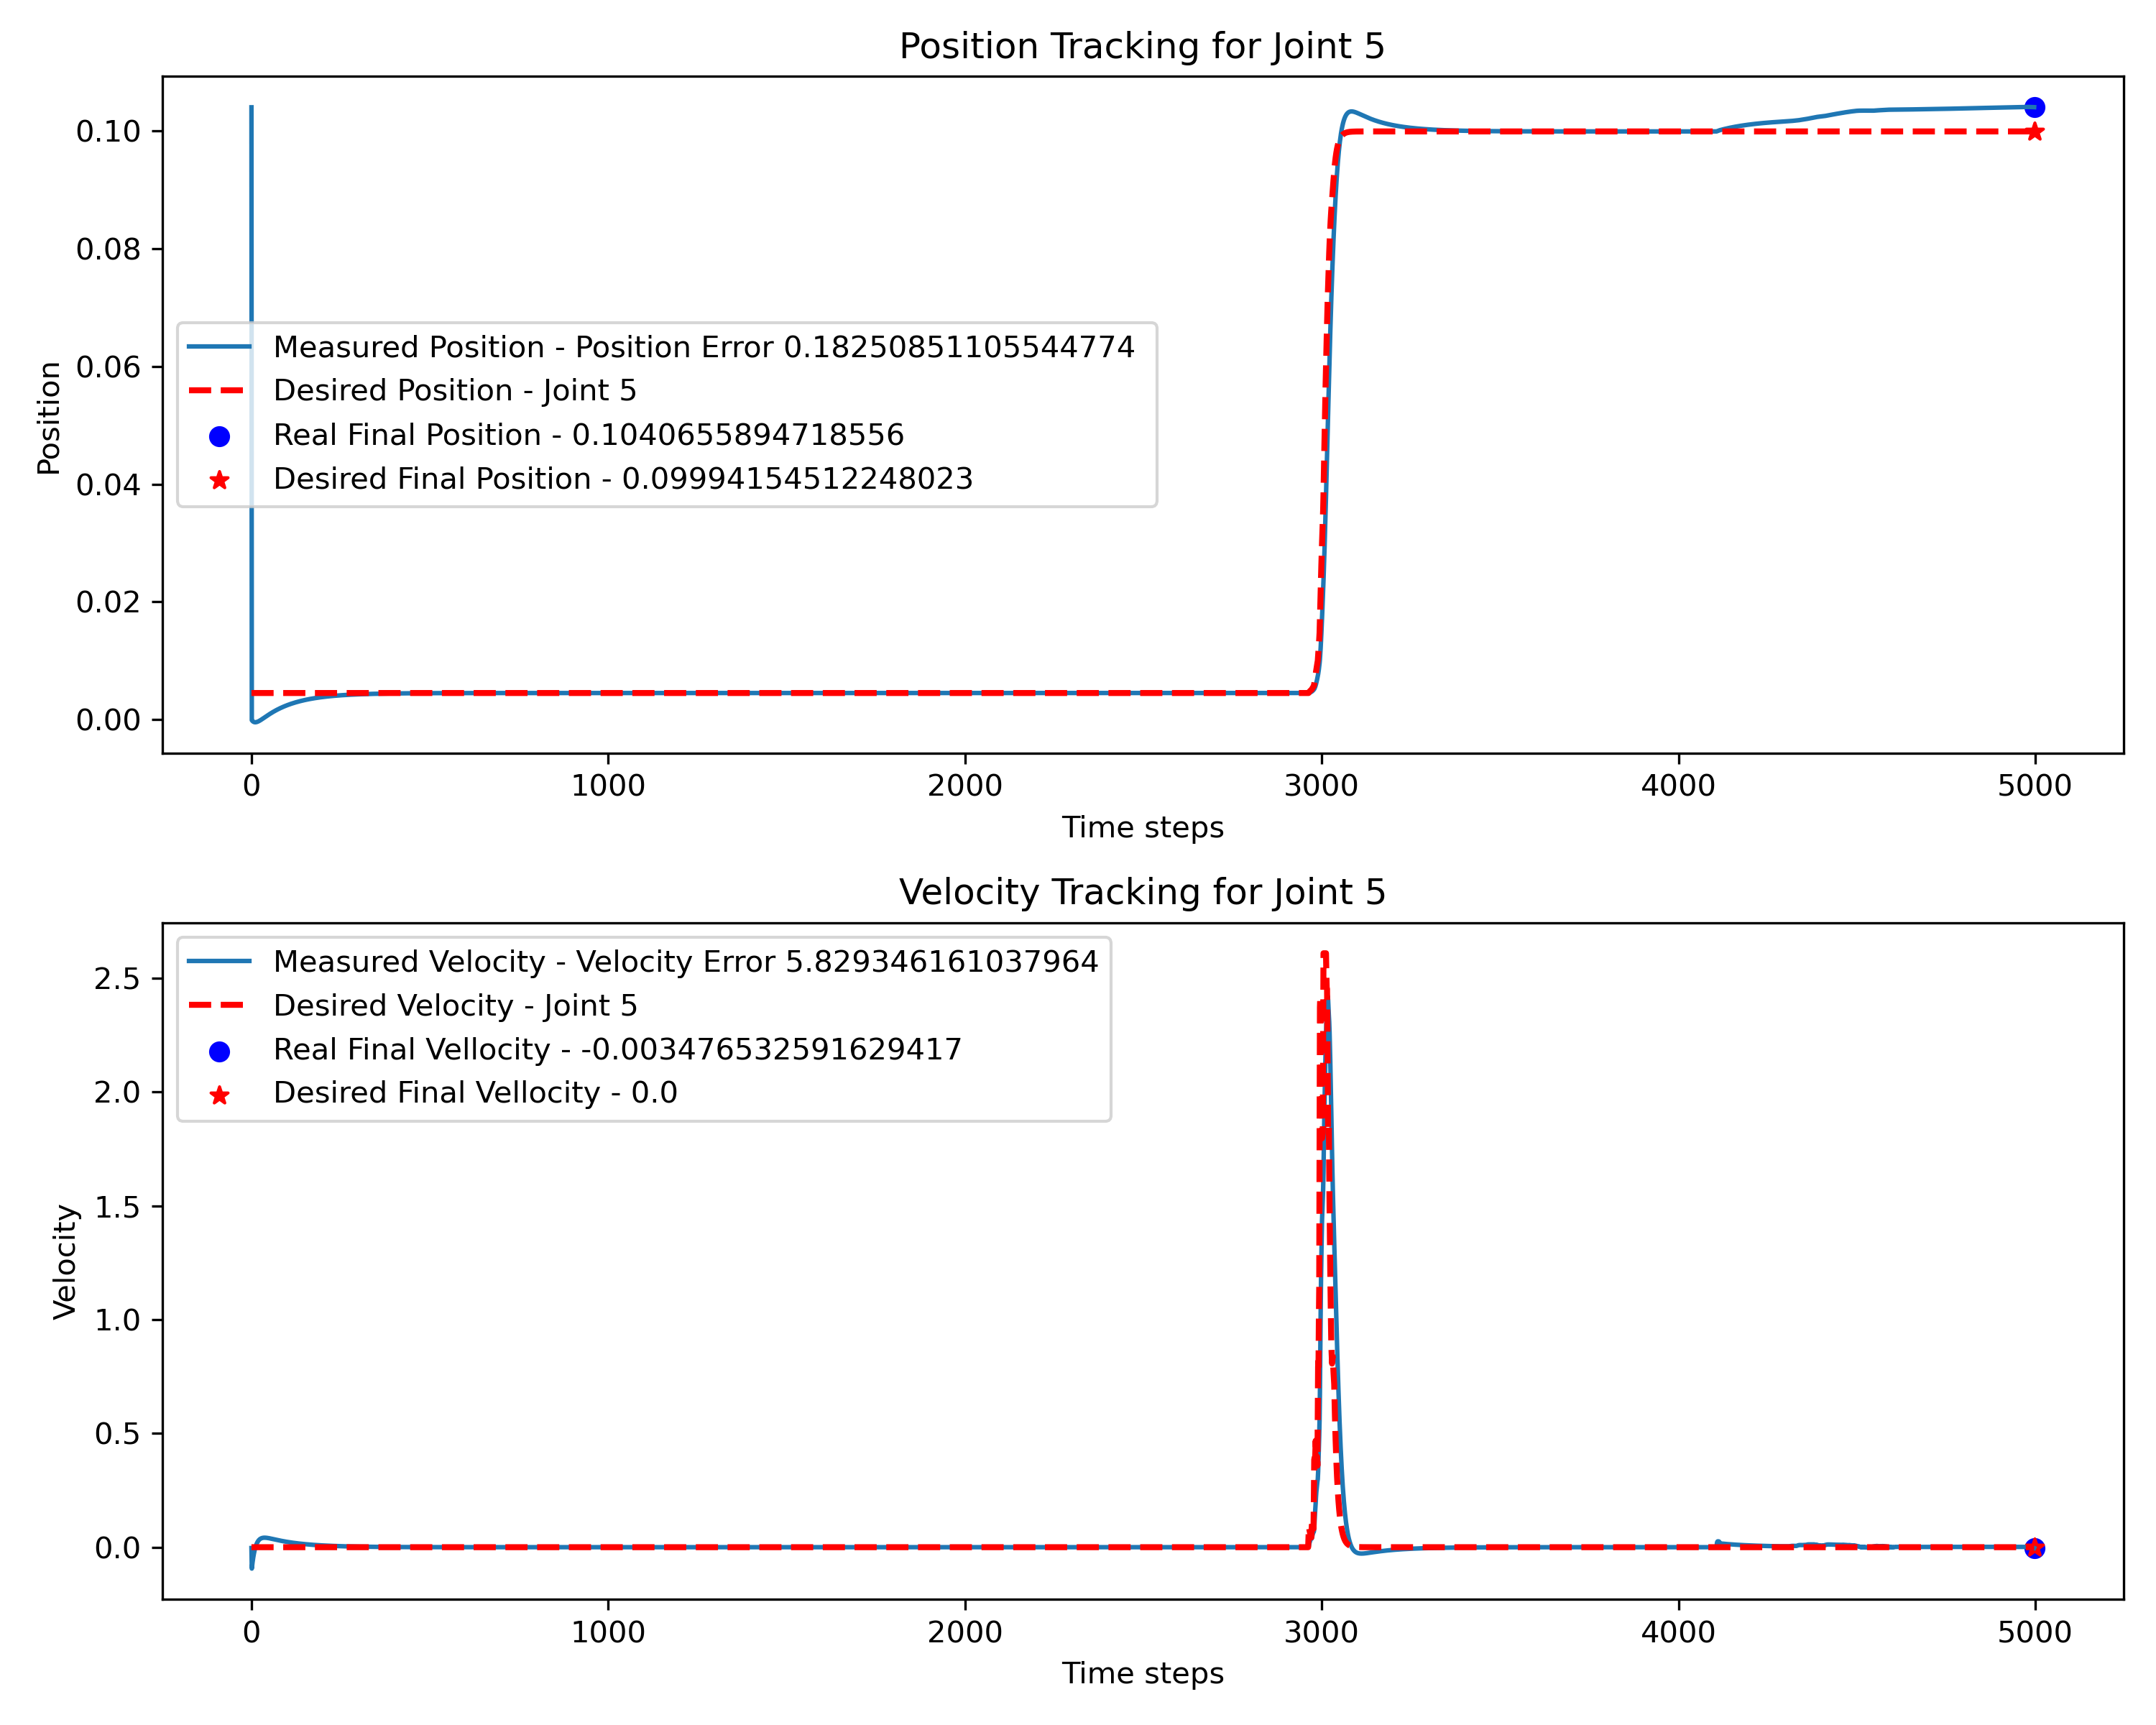 Position Tracking for Joint 5
0.10
0.08
0.06
0.04
0.02
0.00
Position
Measured Position - Position Error 0.18250851105544774
Desired Position - Joint 5
Real Final Position - 0.1040655894718556
Desired Final Position - 0.09994154512248023
0 1000 2000 3000 4000 5000
Time steps
Velocity Tracking for Joint 5
2.5
2.0
1.5
1.0
0.5
0.0
Velocity
Measured Velocity - Velocity Error 5.829346161037964
Desired Velocity - Joint 5
Real Final Vellocity - -0.003476532591629417
Desired Final Vellocity - 0.0
0 1000 2000 3000 4000 5000
Time steps